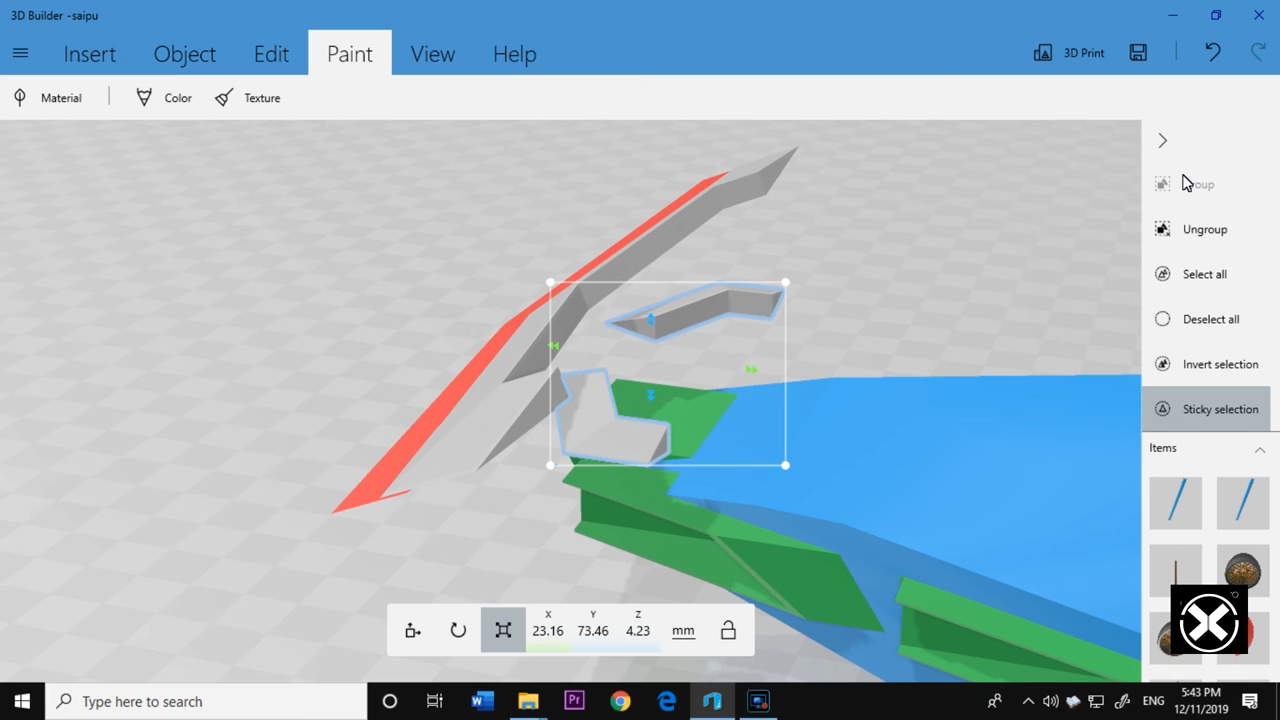 3D Builder -saipu
Insert
Object
Edit
Paint
View
Help
3D Print
Material
Color
Texture
Ungroup
Select all
Deselect all
Invert selection
Sticky selection
Items
X
Y
Z
23.16
73.46
4.23
mm
Type here to search
ENG
5:43 PM
12/11/2019